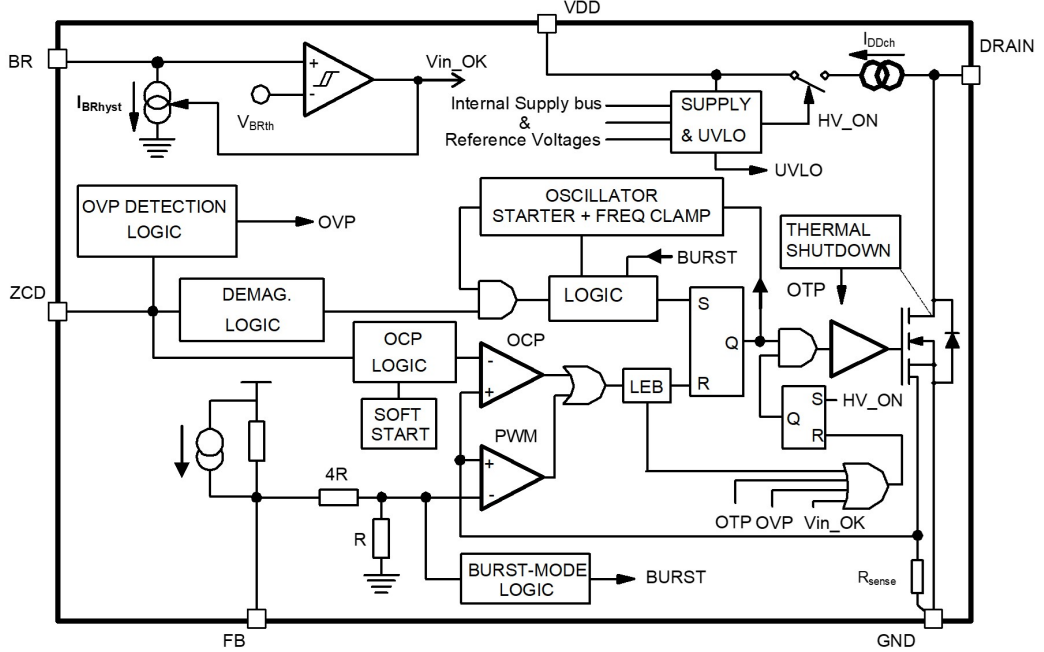 VDD
BR
DRAIN
IDDch
Vin_OK
+
-
IBRhyst
VBRth
Internal Supply bus
&
Reference Voltages
SUPPLY
& UVLO
HV_ON
UVLO
OVP DETECTION
LOGIC
OVP
OSCILLATOR
STARTER + FREQ CLAMP
THERMAL
SHUTDOWN
BURST
OTP
ZCD
DEMAG.
LOGIC
LOGIC
S
Q
R
OCP
LOGIC
OCP
-
+
SOFT
START
LEB
S
HV_ON
Q
R
PWM
+
-
4R
R
OTP
OVP
Vin_OK
BURST-MODE
LOGIC
BURST
Rsense
FB
GND